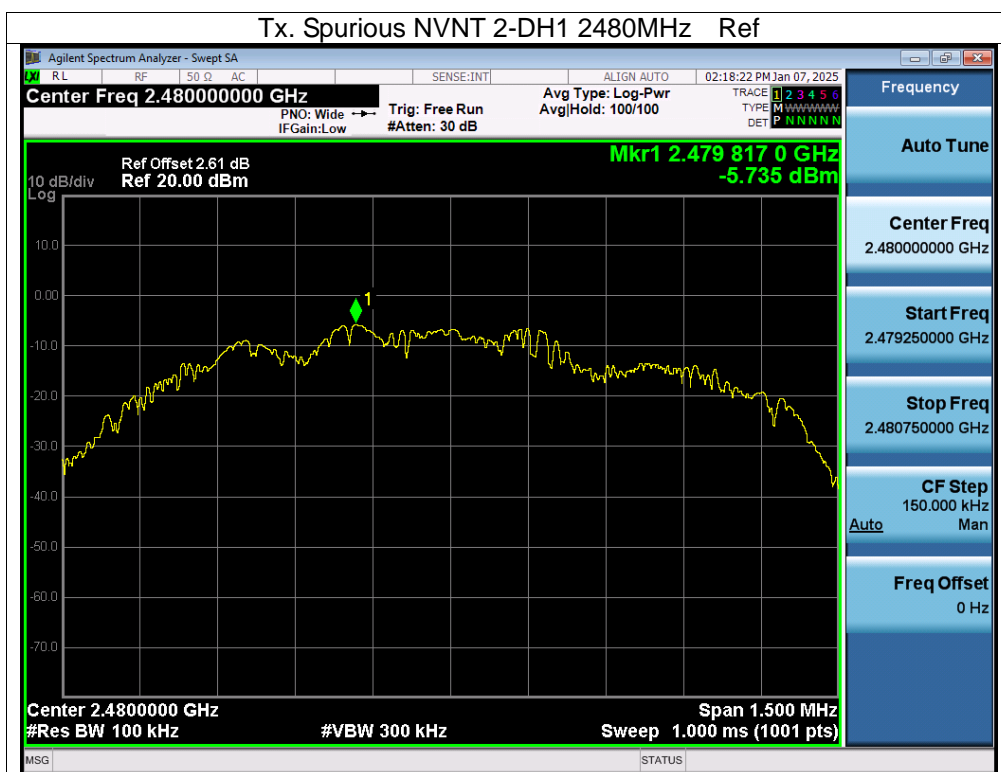 Tx. Spurious NVNT 2-DH1 2480MHz Ref
Agilent Spectrum Analyzer - Swept SA
LXI RL RF 50 Ω AC SENSE:INT ALIGN AUTO 02:18:22 PM Jan 07, 2025
Center Freq 2.480000000 GHz
PNO: Wide
IFGain:Low
Trig: Free Run
#Atten: 30 dB
Avg Type: Log-Pwr
Avg|Hold: 100/100
TRACE 1 2 3 4 5 6
TYPE M WWWWW
DET P N N N N N
Mkr1 2.479 817 0 GHz
-5.735 dBm
Ref Offset 2.61 dB
10 dB/div Ref 20.00 dBm
Log
10.0
0.00
-10.0
-20.0
-30.0
-40.0
-50.0
-60.0
-70.0
1
Center 2.4800000 GHz Span 1.500 MHz
#Res BW 100 kHz #VBW 300 kHz Sweep 1.000 ms (1001 pts)
MSG STATUS
Frequency
Auto Tune
Center Freq
2.480000000 GHz
Start Freq
2.479250000 GHz
Stop Freq
2.480750000 GHz
CF Step
150.000 kHz
Auto Man
Freq Offset
0 Hz